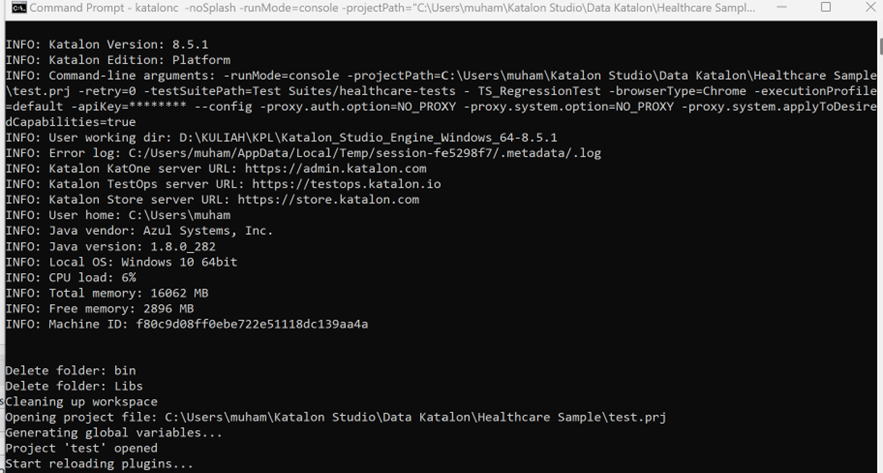 Command Prompt - katalonc -noSplash -runMode=console -projectPath="C:\Users\muham\Katalon Studio\Data Katalon\Healthcare Sampl...
INFO: Katalon Version: 8.5.1
INFO: Katalon Edition: Platform
INFO: Command-line arguments: -runMode=console -projectPath=C:\Users\muham\Katalon Studio\Data Katalon\Healthcare Sample
\test.prj -retry=0 -testSuitePath=Test Suites/healthcare-tests - TS_RegressionTest -browserType=Chrome -executionProfile
=default -apiKey=******** --config -proxy.auth.option=NO_PROXY -proxy.system.option=NO_PROXY -proxy.system.applyToDesire
dCapabilities=true
INFO: User working dir: D:\KULIAH\KPL\Katalon_Studio_Engine_Windows_64-8.5.1
INFO: Error log: C:/Users/muham/AppData/Local/Temp/session-fe5298f7/.metadata/.log
INFO: Katalon KatOne server URL: https://admin.katalon.com
INFO: Katalon TestOps server URL: https://testops.katalon.io
INFO: Katalon Store server URL: https://store.katalon.com
INFO: User home: C:\Users\muham
INFO: Java vendor: Azul Systems, Inc.
INFO: Java version: 1.8.0_282
INFO: Local OS: Windows 10 64bit
INFO: CPU load: 6%
INFO: Total memory: 16062 MB
INFO: Free memory: 2896 MB
INFO: Machine ID: f80c9d08ff0ebe722e51118dc139aa4a
Delete folder: bin
Delete folder: Libs
Cleaning up workspace
Opening project file: C:\Users\muham\Katalon Studio\Data Katalon\Healthcare Sample\test.prj
Generating global variables...
Project 'test' opened
Start reloading plugins...